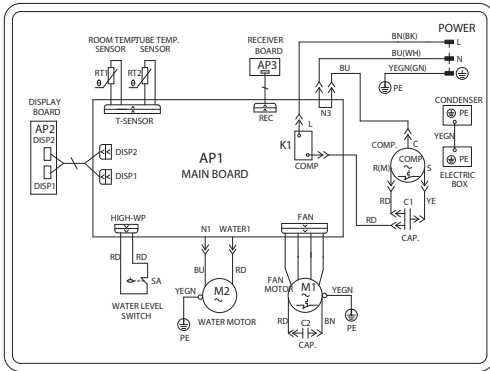 ROOM TEMP.
SENSOR
TUBE TEMP.
SENSOR
RT1
θ
RT2
θ
T-SENSOR
RECEIVER
BOARD
AP3
REC
POWER
BN(BK)
L
BU(WH)
N
YEGN(GN)
PE
BU
N3
L
K1
COMP
DISPLAY
BOARD
AP2
DISP2
DISP1
DISP2
DISP1
AP1
MAIN BOARD
CONDENSER
PE
YEGN
PE
ELECTRIC
BOX
COMP.
C
COMP
R(M)
S
RD
C1
YE
RD
CAP.
HIGH-WP
RD
RD
SA
WATER LEVEL
SWITCH
N1
WATER1
BU
RD
YEGN
M2
PE
WATER MOTOR
FAN
FAN
MOTOR
M1
YEGN
PE
RD
C2
BN
CAP.